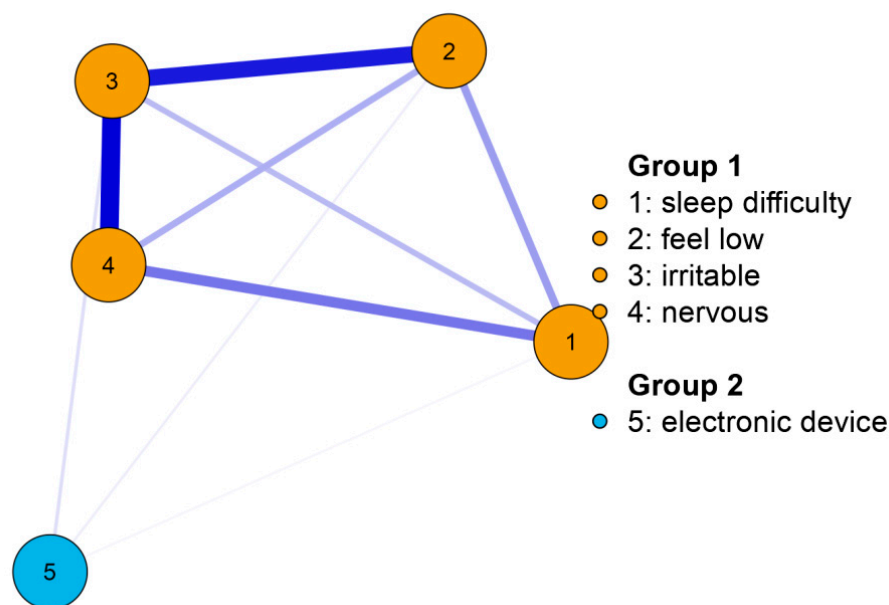 2
3
4
1
5
Group 1
1: sleep difficulty
2: feel low
3: irritable
4: nervous
Group 2
5: electronic device